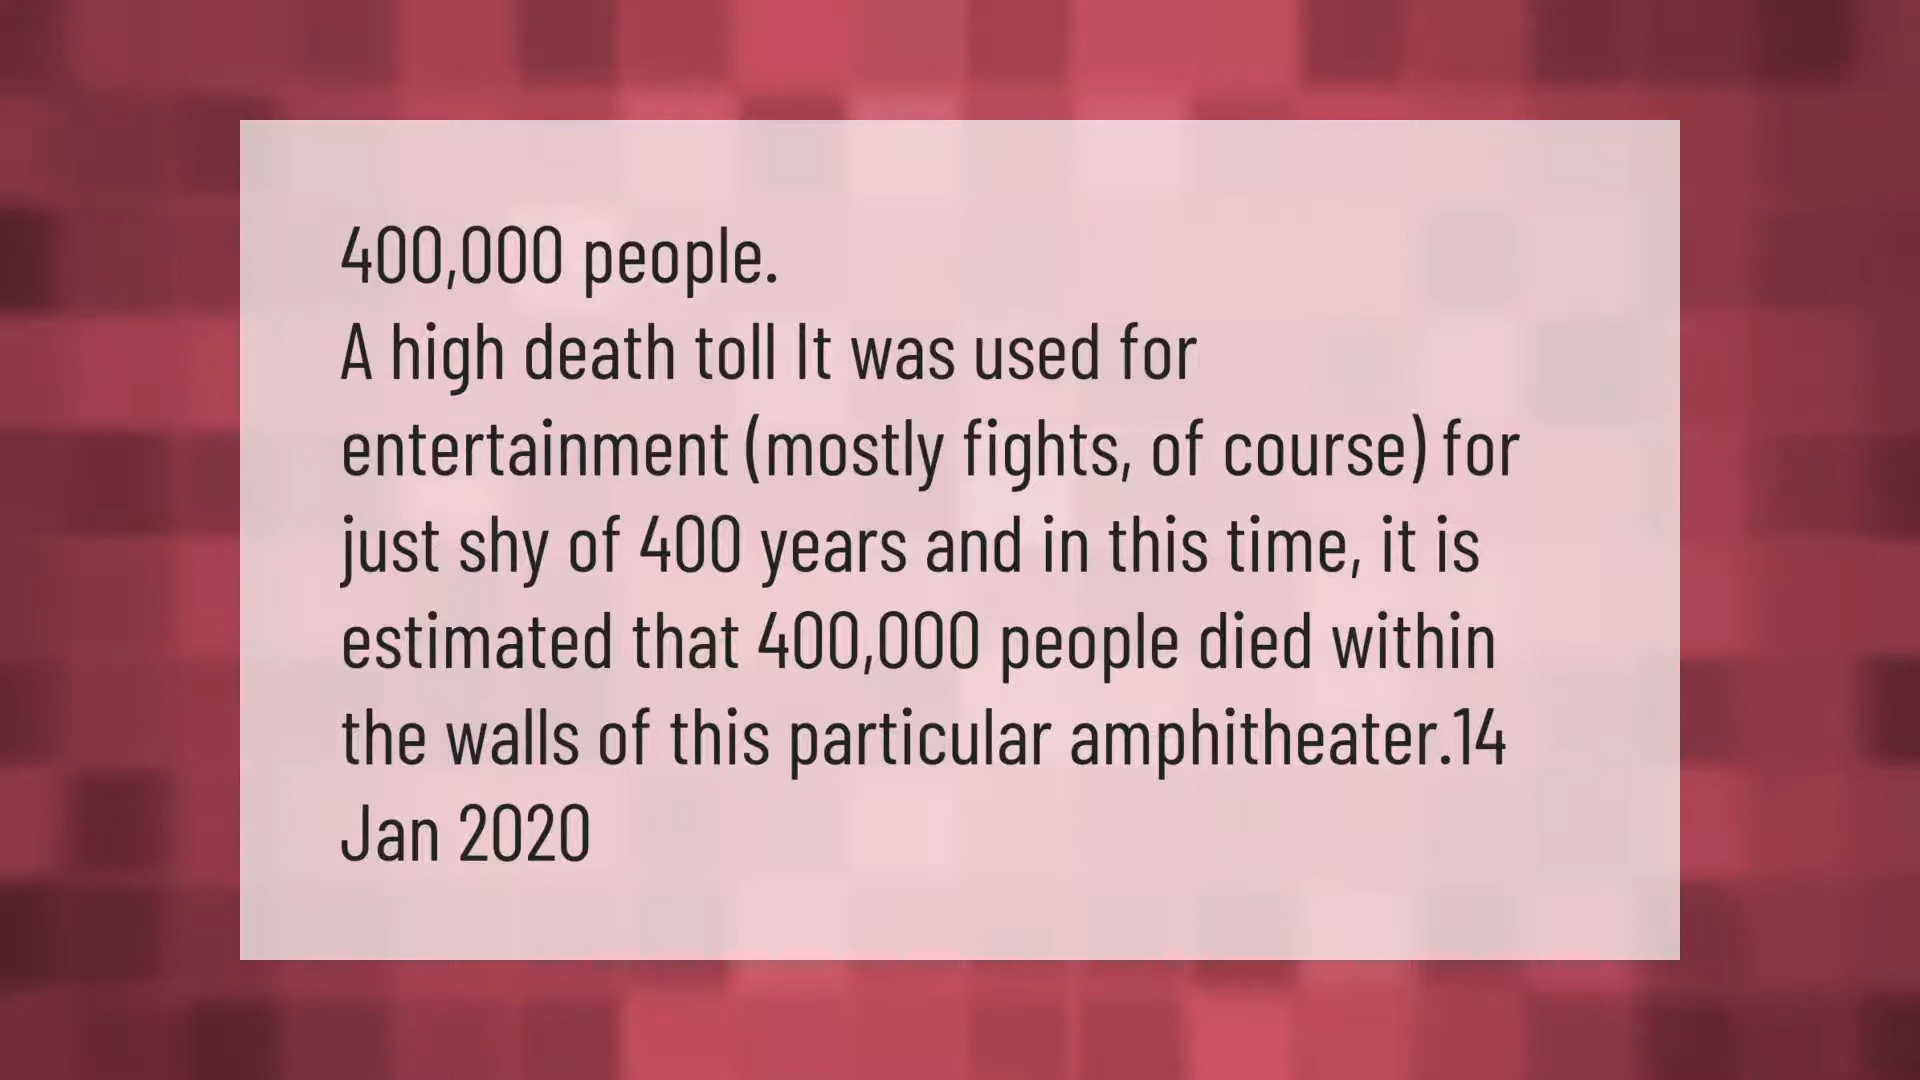 400,000 people.
A high death toll It was used for
entertainment (mostly fights, of course) for
just shy of 400 years and in this time, it is
estimated that 400,000 people died within
the walls of this particular amphitheater.14
Jan 2020